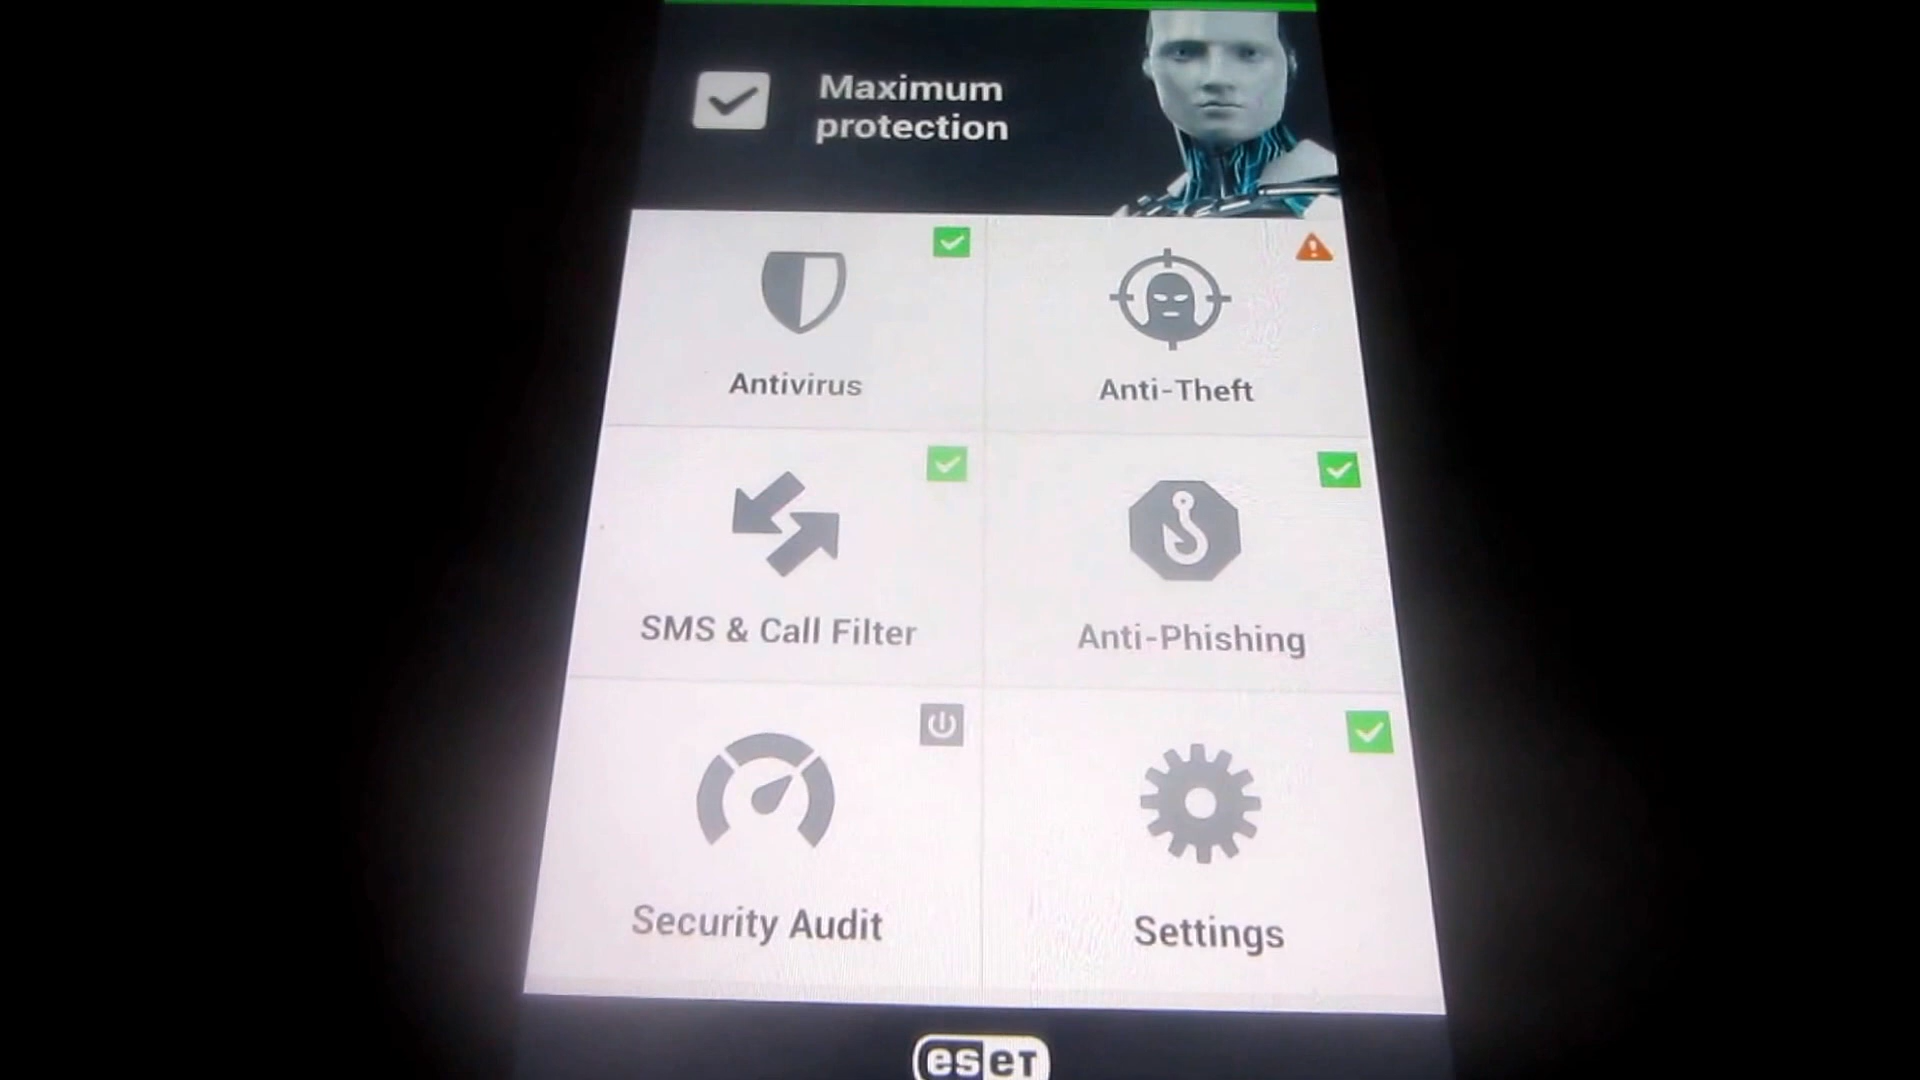 Maximum
protection
Antivirus
Anti-Theft
SMS & Call Filter
Anti-Phishing
Security Audit
Settings
eseT